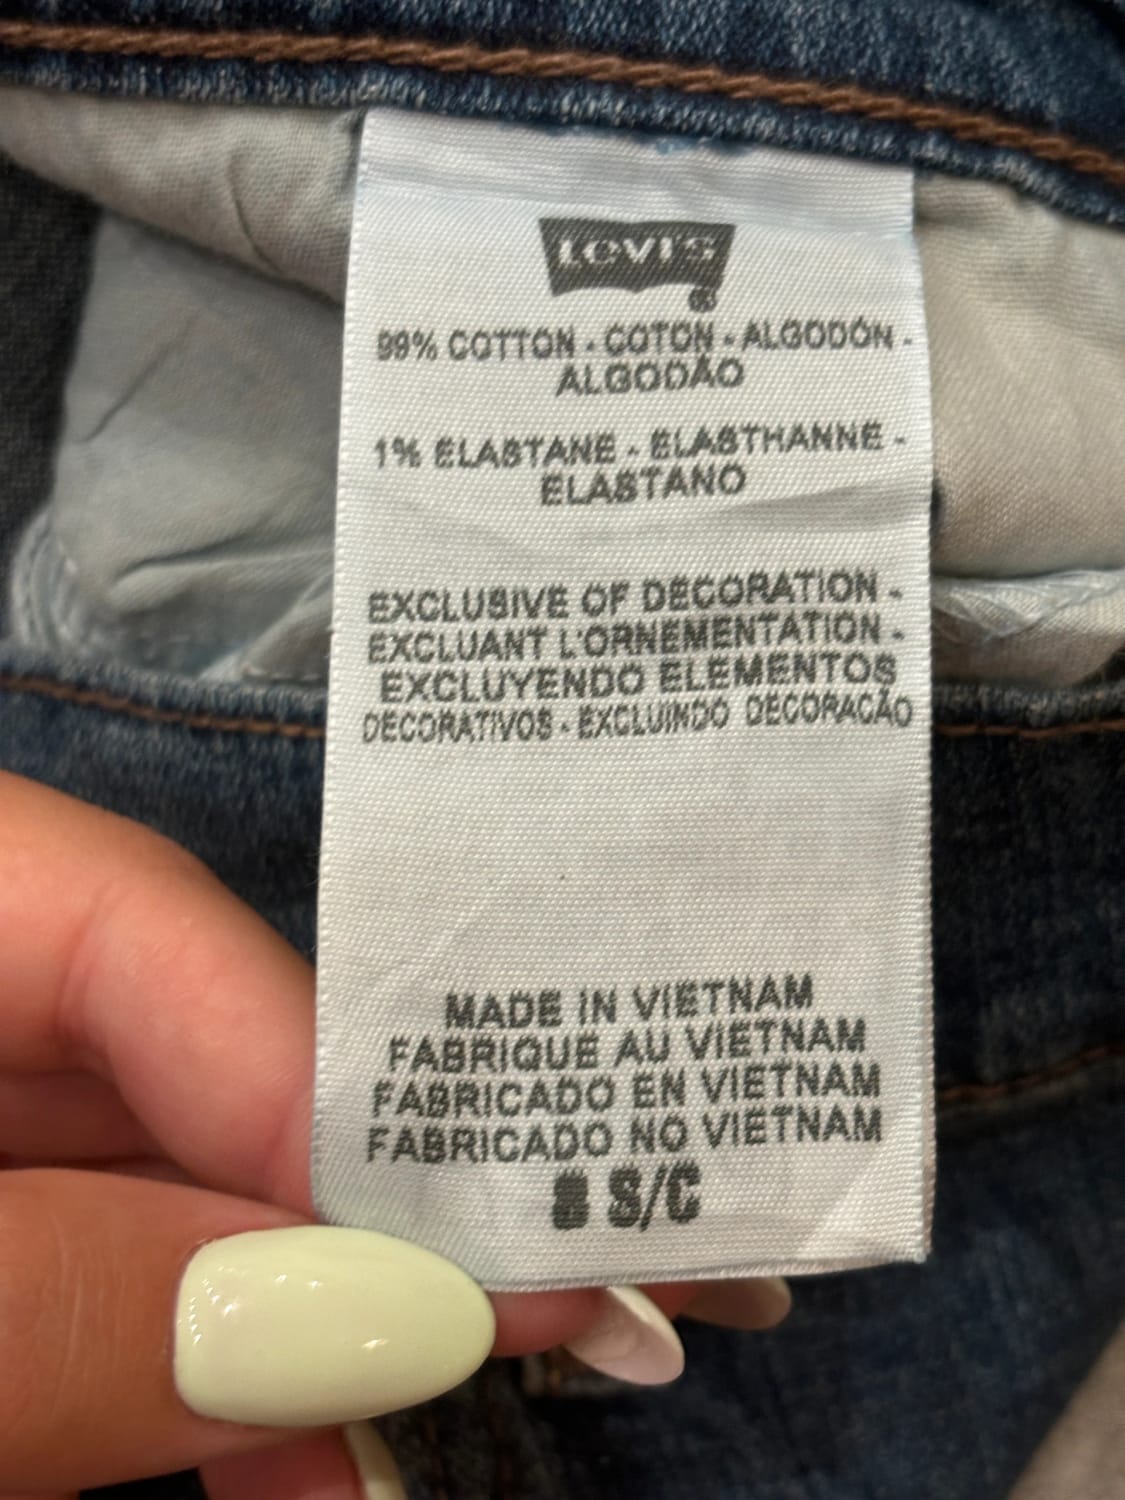 Levi's ®
99% COTTON - COTON - ALGODÓN -
ALGODÃO
1% ELASTANE - ELASTHANNE -
ELASTANO
EXCLUSIVE OF DECORATION -
EXCLUANT L'ORNEMENTATION -
EXCLUYENDO ELEMENTOS
DECORATIVOS - EXCLUINDO DECORACÃO
MADE IN VIETNAM
FABRIQUE AU VIETNAM
FABRICADO EN VIETNAM
FABRICADO NO VIETNAM
8 S/C